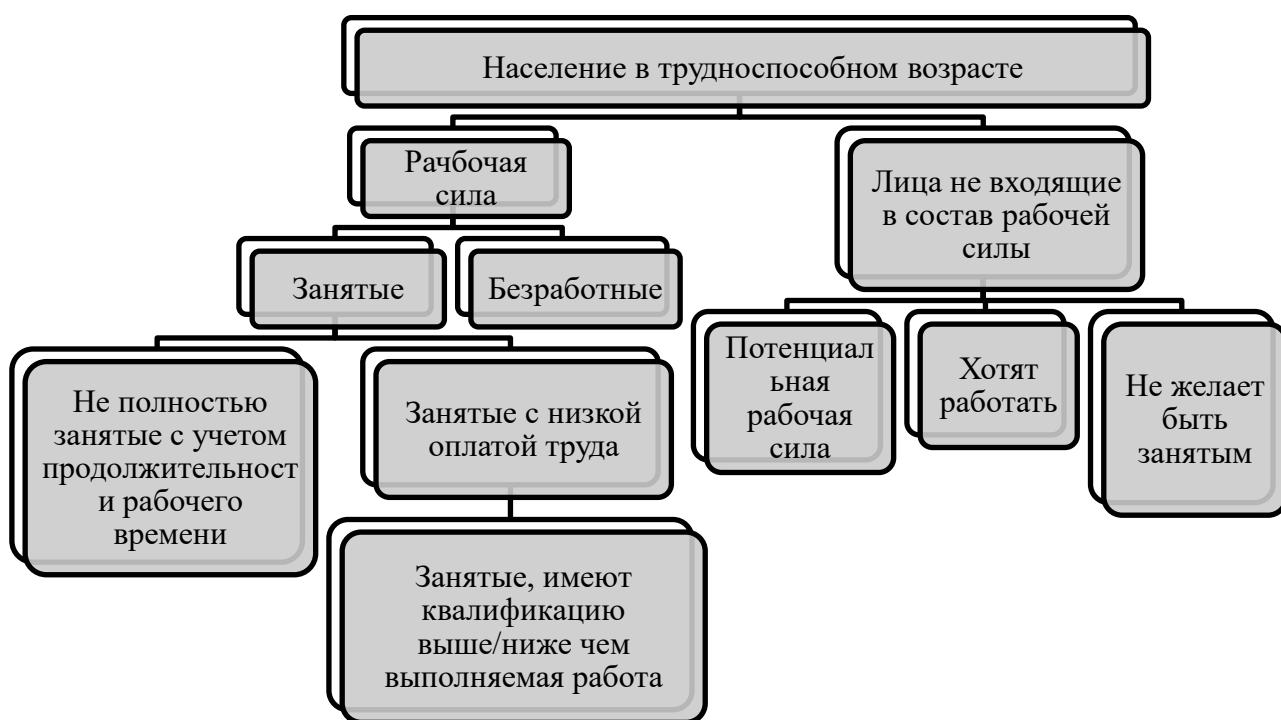 Население в трудноспособном возрасте
Рачбочая
сила
Лица не входящие
в состав рабочей
силы
Занятые
Безработные
Потенциал
ьная
рабочая
сила
Хотят
работать
Не желает
быть
занятым
Не полностью
занятые с учетом
продолжительност
и рабочего
времени
Занятые с низкой
оплатой труда
Занятые, имеют
квалификацию
выше/ниже чем
выполняемая работа